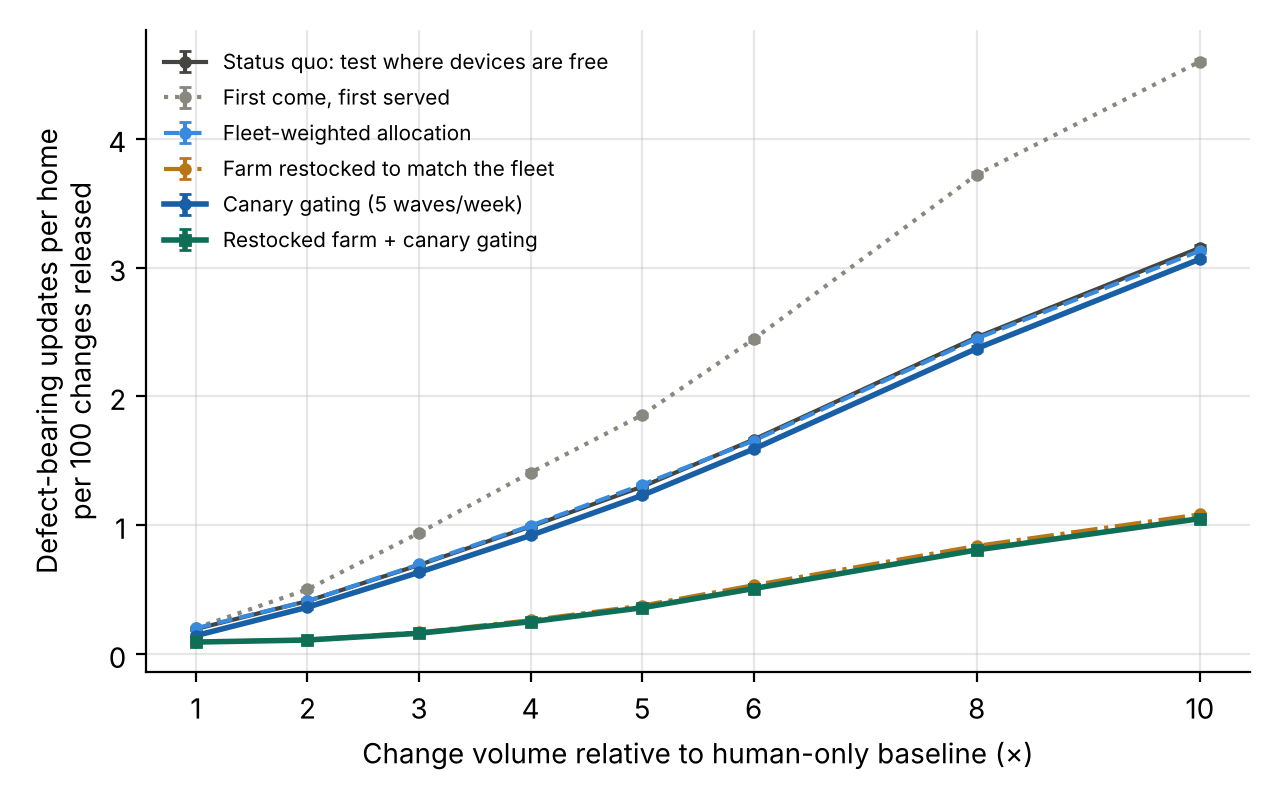 Status quo: test where devices are free
First come, first served
Fleet-weighted allocation
Farm restocked to match the fleet
Canary gating (5 waves/week)
Restocked farm + canary gating
Defect-bearing updates per home
per 100 changes released
4
3
2
1
0
1 2 3 4 5 6 8 10
Change volume relative to human-only baseline (×)